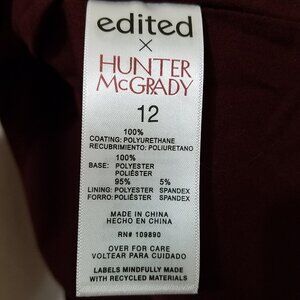 edited
×
HUNTER
McGRADY
12
100%
COATING: POLYURETHANE
RECUBRIMIENTO: POLIURETANO
100%
BASE: POLYESTER
POLIÉSTER
95% 5%
LINING: POLYESTER SPANDEX
FORRO: POLIÉSTER SPANDEX
MADE IN CHINA
HECHO EN CHINA
RN# 109890
OVER FOR CARE
VOLTEAR PARA CUIDADO
LABELS MINDFULLY MADE
WITH RECYCLED MATERIALS